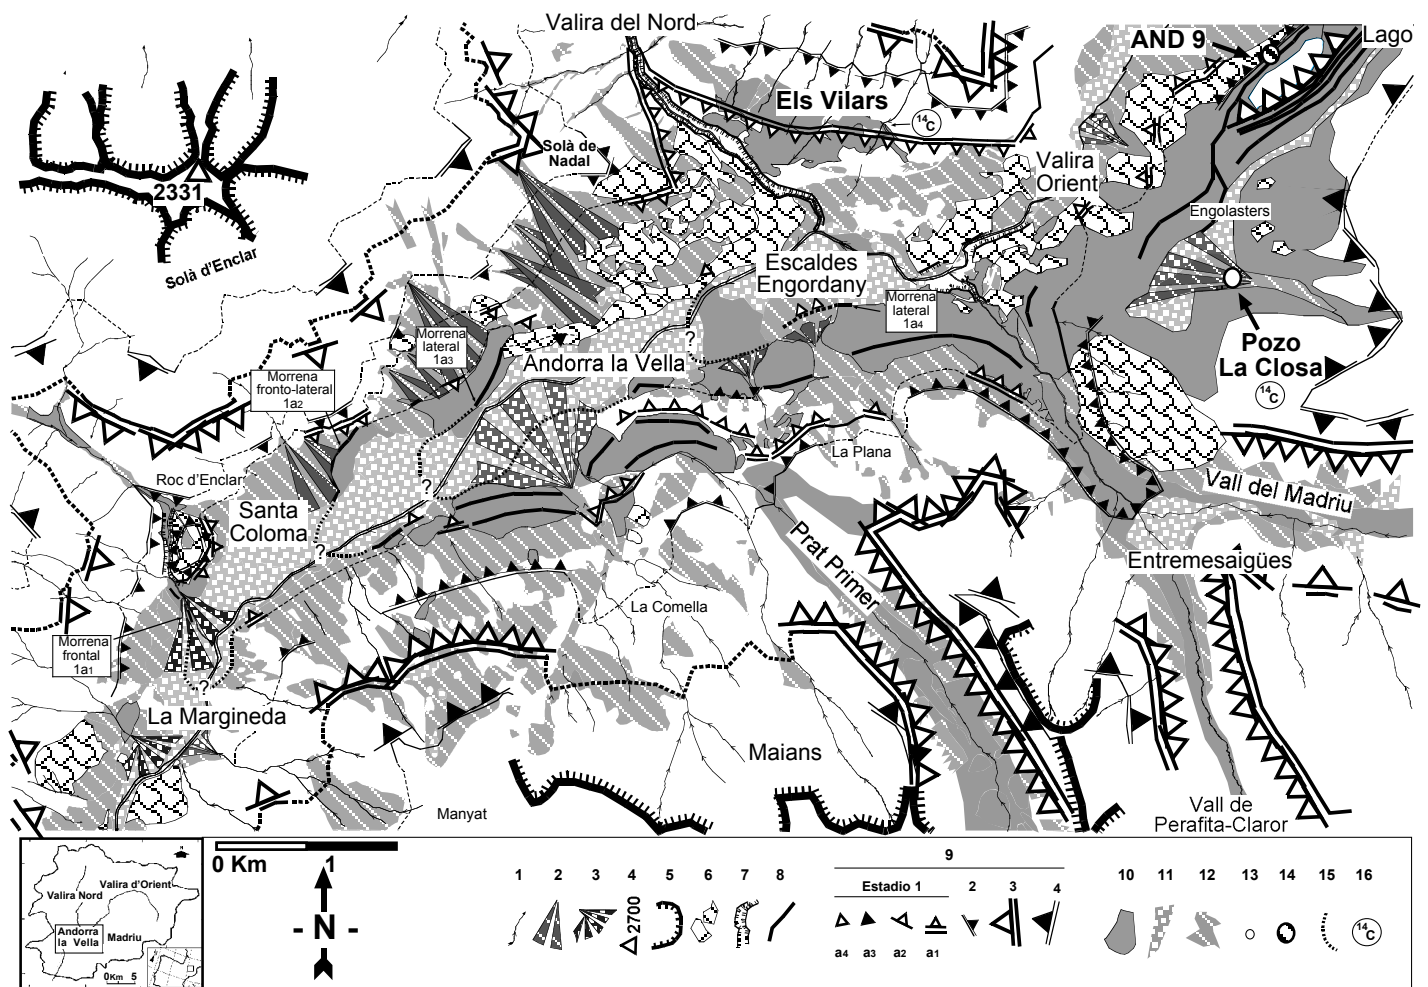 Valira del Nord
AND 9
Lago
Els Vilars
14C
Solà de
Nadal
Valira
Orient
2331
Solà d'Enclar
Engolasters
Escaldes
Engordany
Morrena
lateral
1a4
Morrena
lateral
1a3
?
Andorra la Vella
Pozo
La Closa
14C
Morrena
fronto-lateral
1a2
La Plana
Roc d'Enclar
?
Vall del Madriu
Santa
Coloma
?
Prat Primer
Entremesaigües
La Comella
Morrena
frontal
1a1
?
La Margineda
Maians
Manyat
Vall de
Perafita-Claror
N
Valira Nord
Valira d'Orient
Andorra
la Vella
Madriu
0Km 5
0 Km 1
- N -
1 2 3 4 5 6 7 8
2700
9
Estadio 1 2 3 4
a4 a3 a2 a1
10 11 12 13 14 15 16
14C